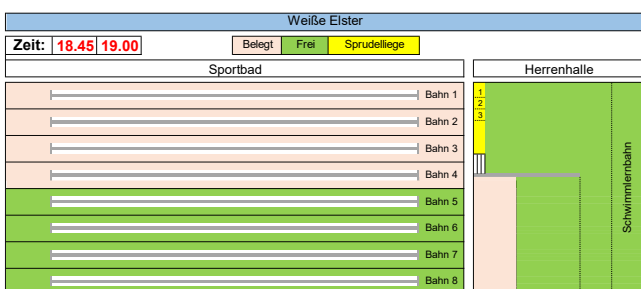 Weiße Elster
Zeit: 18.45 19.00
Belegt Frei Sprudelliege
Sportbad
Bahn 1
Bahn 2
Bahn 3
Bahn 4
Bahn 5
Bahn 6
Bahn 7
Bahn 8
Herrenhalle
1
2
3
Schwimmlernbahn